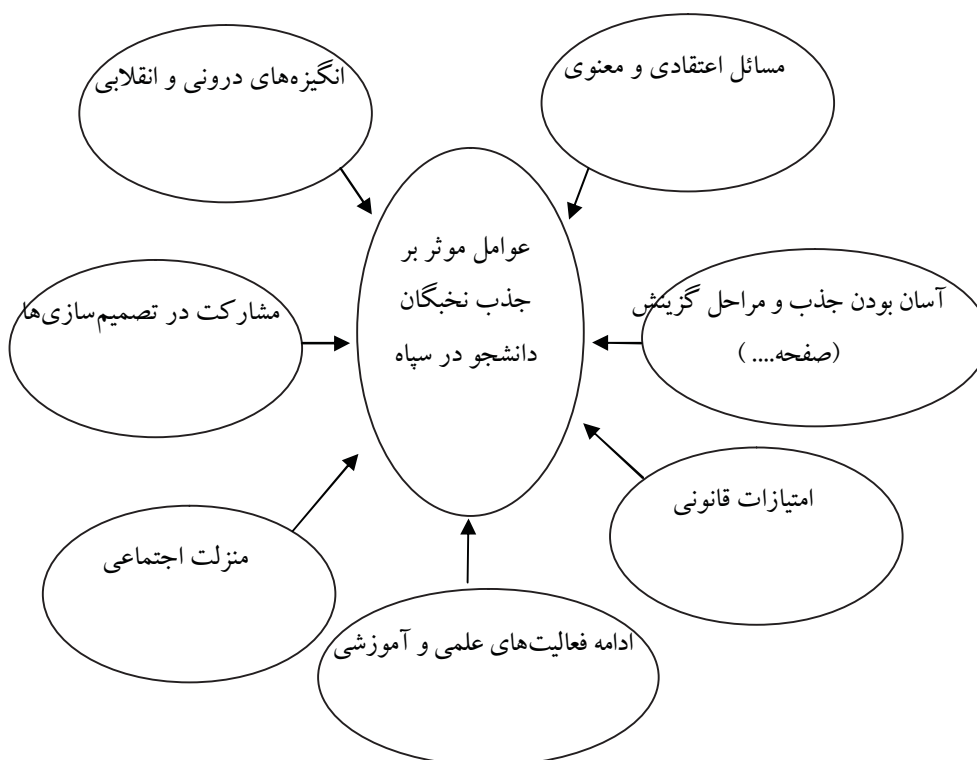 مسائل اعتقادی و معنوی
انگیزه‌های درونی و انقلابی
عوامل موثر بر
جذب نخبگان
دانشجو در سپاه
آسان بودن جذب و مراحل گزینش
(صفحه.... )
مشارکت در تصمیم‌سازی‌ها
امتیازات قانونی
منزلت اجتماعی
ادامه فعالیت‌های علمی و آموزشی